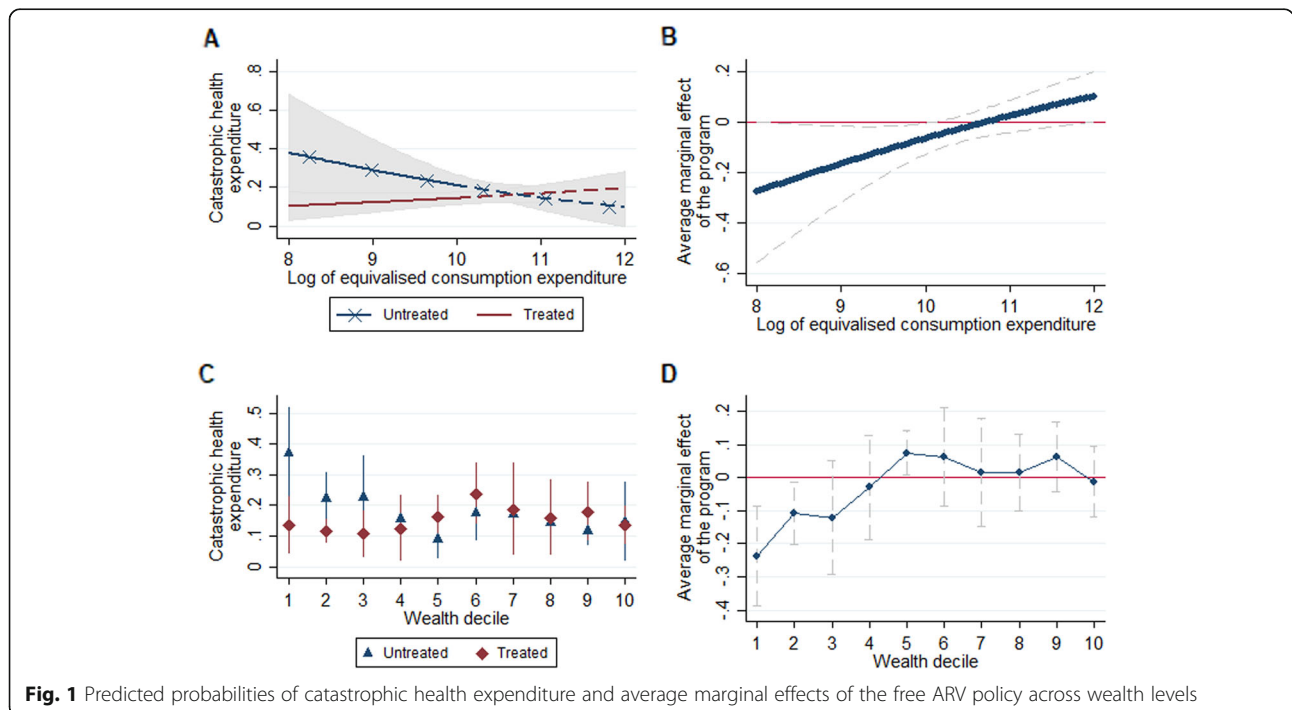 A
Catastrophic health
expenditure
.8
.6
.4
.2
0
8 9 10 11 12
Log of equivalised consumption expenditure
Untreated Treated
B
Average marginal effect
of the program
.2
0
-.2
-.4
-.6
8 9 10 11 12
Log of equivalised consumption expenditure
C
Catastrophic health
expenditure
.5
.4
.3
.2
.1
0
1 2 3 4 5 6 7 8 9 10
Wealth decile
Untreated Treated
D
Average marginal effect
of the program
.2
.1
0
-.1
-.2
-.3
-.4
1 2 3 4 5 6 7 8 9 10
Wealth decile
Fig. 1 Predicted probabilities of catastrophic health expenditure and average marginal effects of the free ARV policy across wealth levels